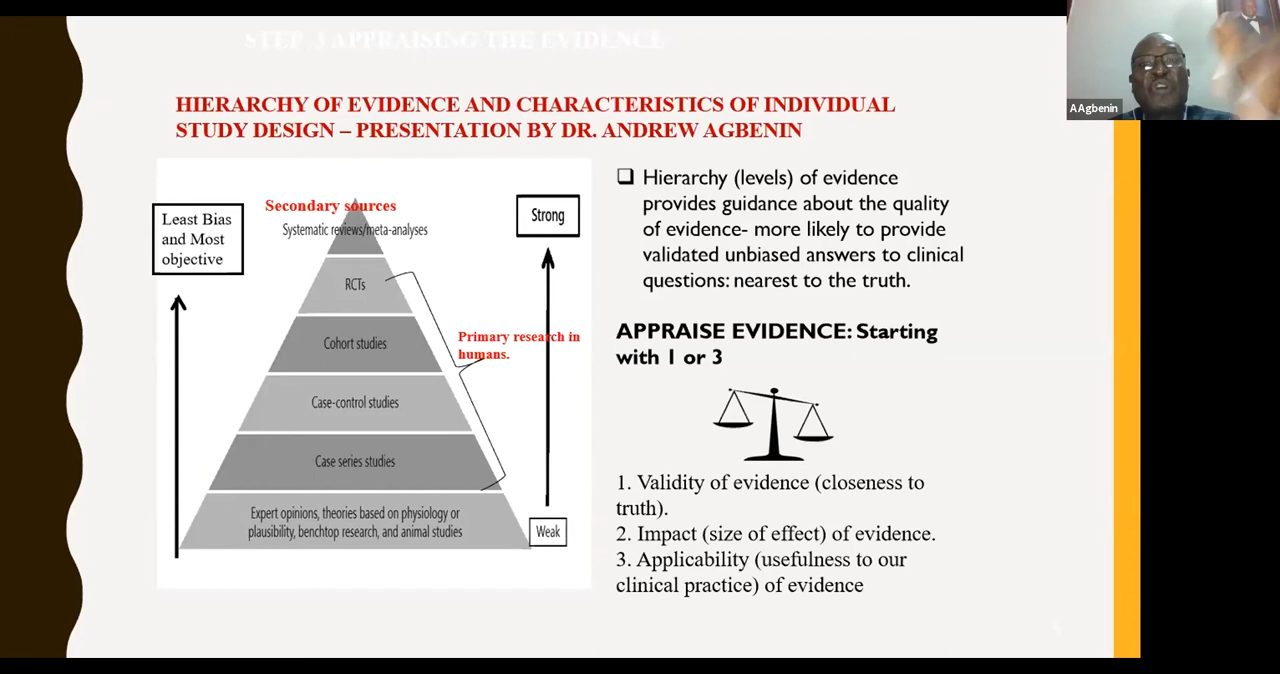 STEP 3 APPRAISING THE EVIDENCE
HIERARCHY OF EVIDENCE AND CHARACTERISTICS OF INDIVIDUAL
STUDY DESIGN – PRESENTATION BY DR. ANDREW AGBENIN
A Agbenin
Least Bias
and Most
objective
Secondary sources
Systematic reviews/meta-analyses
RCTs
Cohort studies
Case-control studies
Case series studies
Expert opinions, theories based on physiology or
plausibility, benchtop research, and animal studies
Primary research in
humans.
Strong
Weak
❑ Hierarchy (levels) of evidence
provides guidance about the quality
of evidence- more likely to provide
validated unbiased answers to clinical
questions: nearest to the truth.
APPRAISE EVIDENCE: Starting
with 1 or 3
1. Validity of evidence (closeness to
truth).
2. Impact (size of effect) of evidence.
3. Applicability (usefulness to our
clinical practice) of evidence